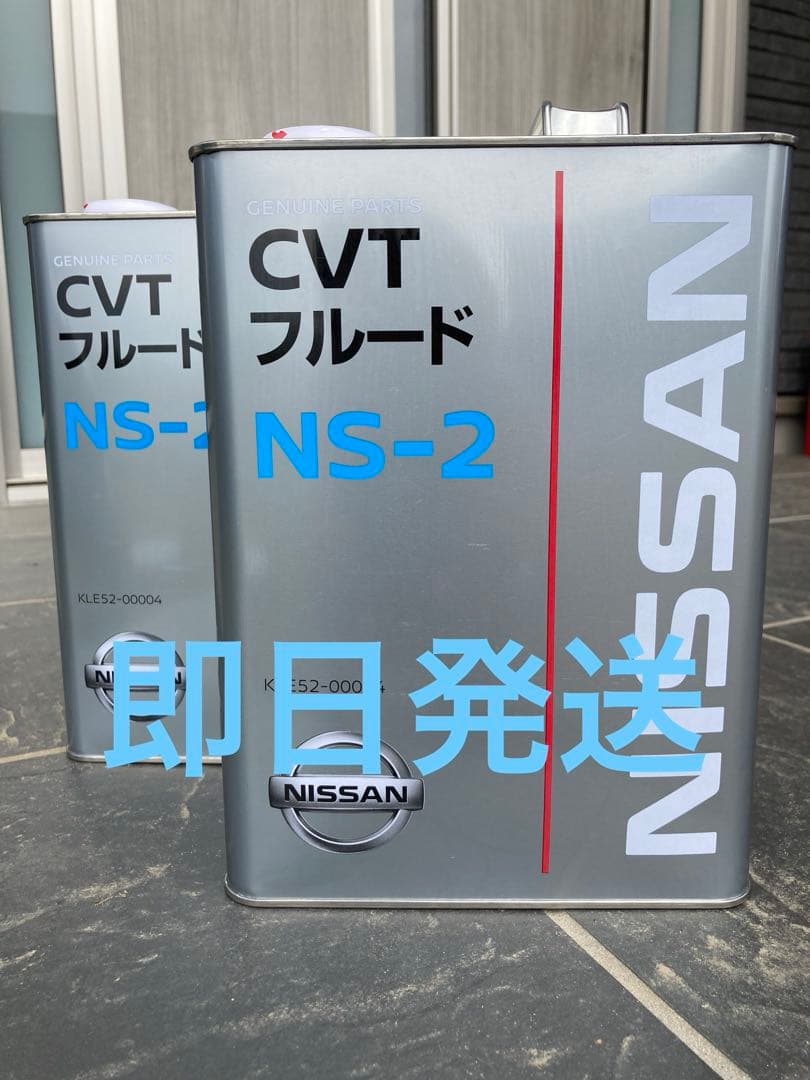 GENUINE PARTS
CVT
フルード
NS-2
KLE52-00004
NISSAN
GENUINE PARTS
CVT
フルード
NS-2
KLE52-00004
NISSAN
NISSAN
即日発送